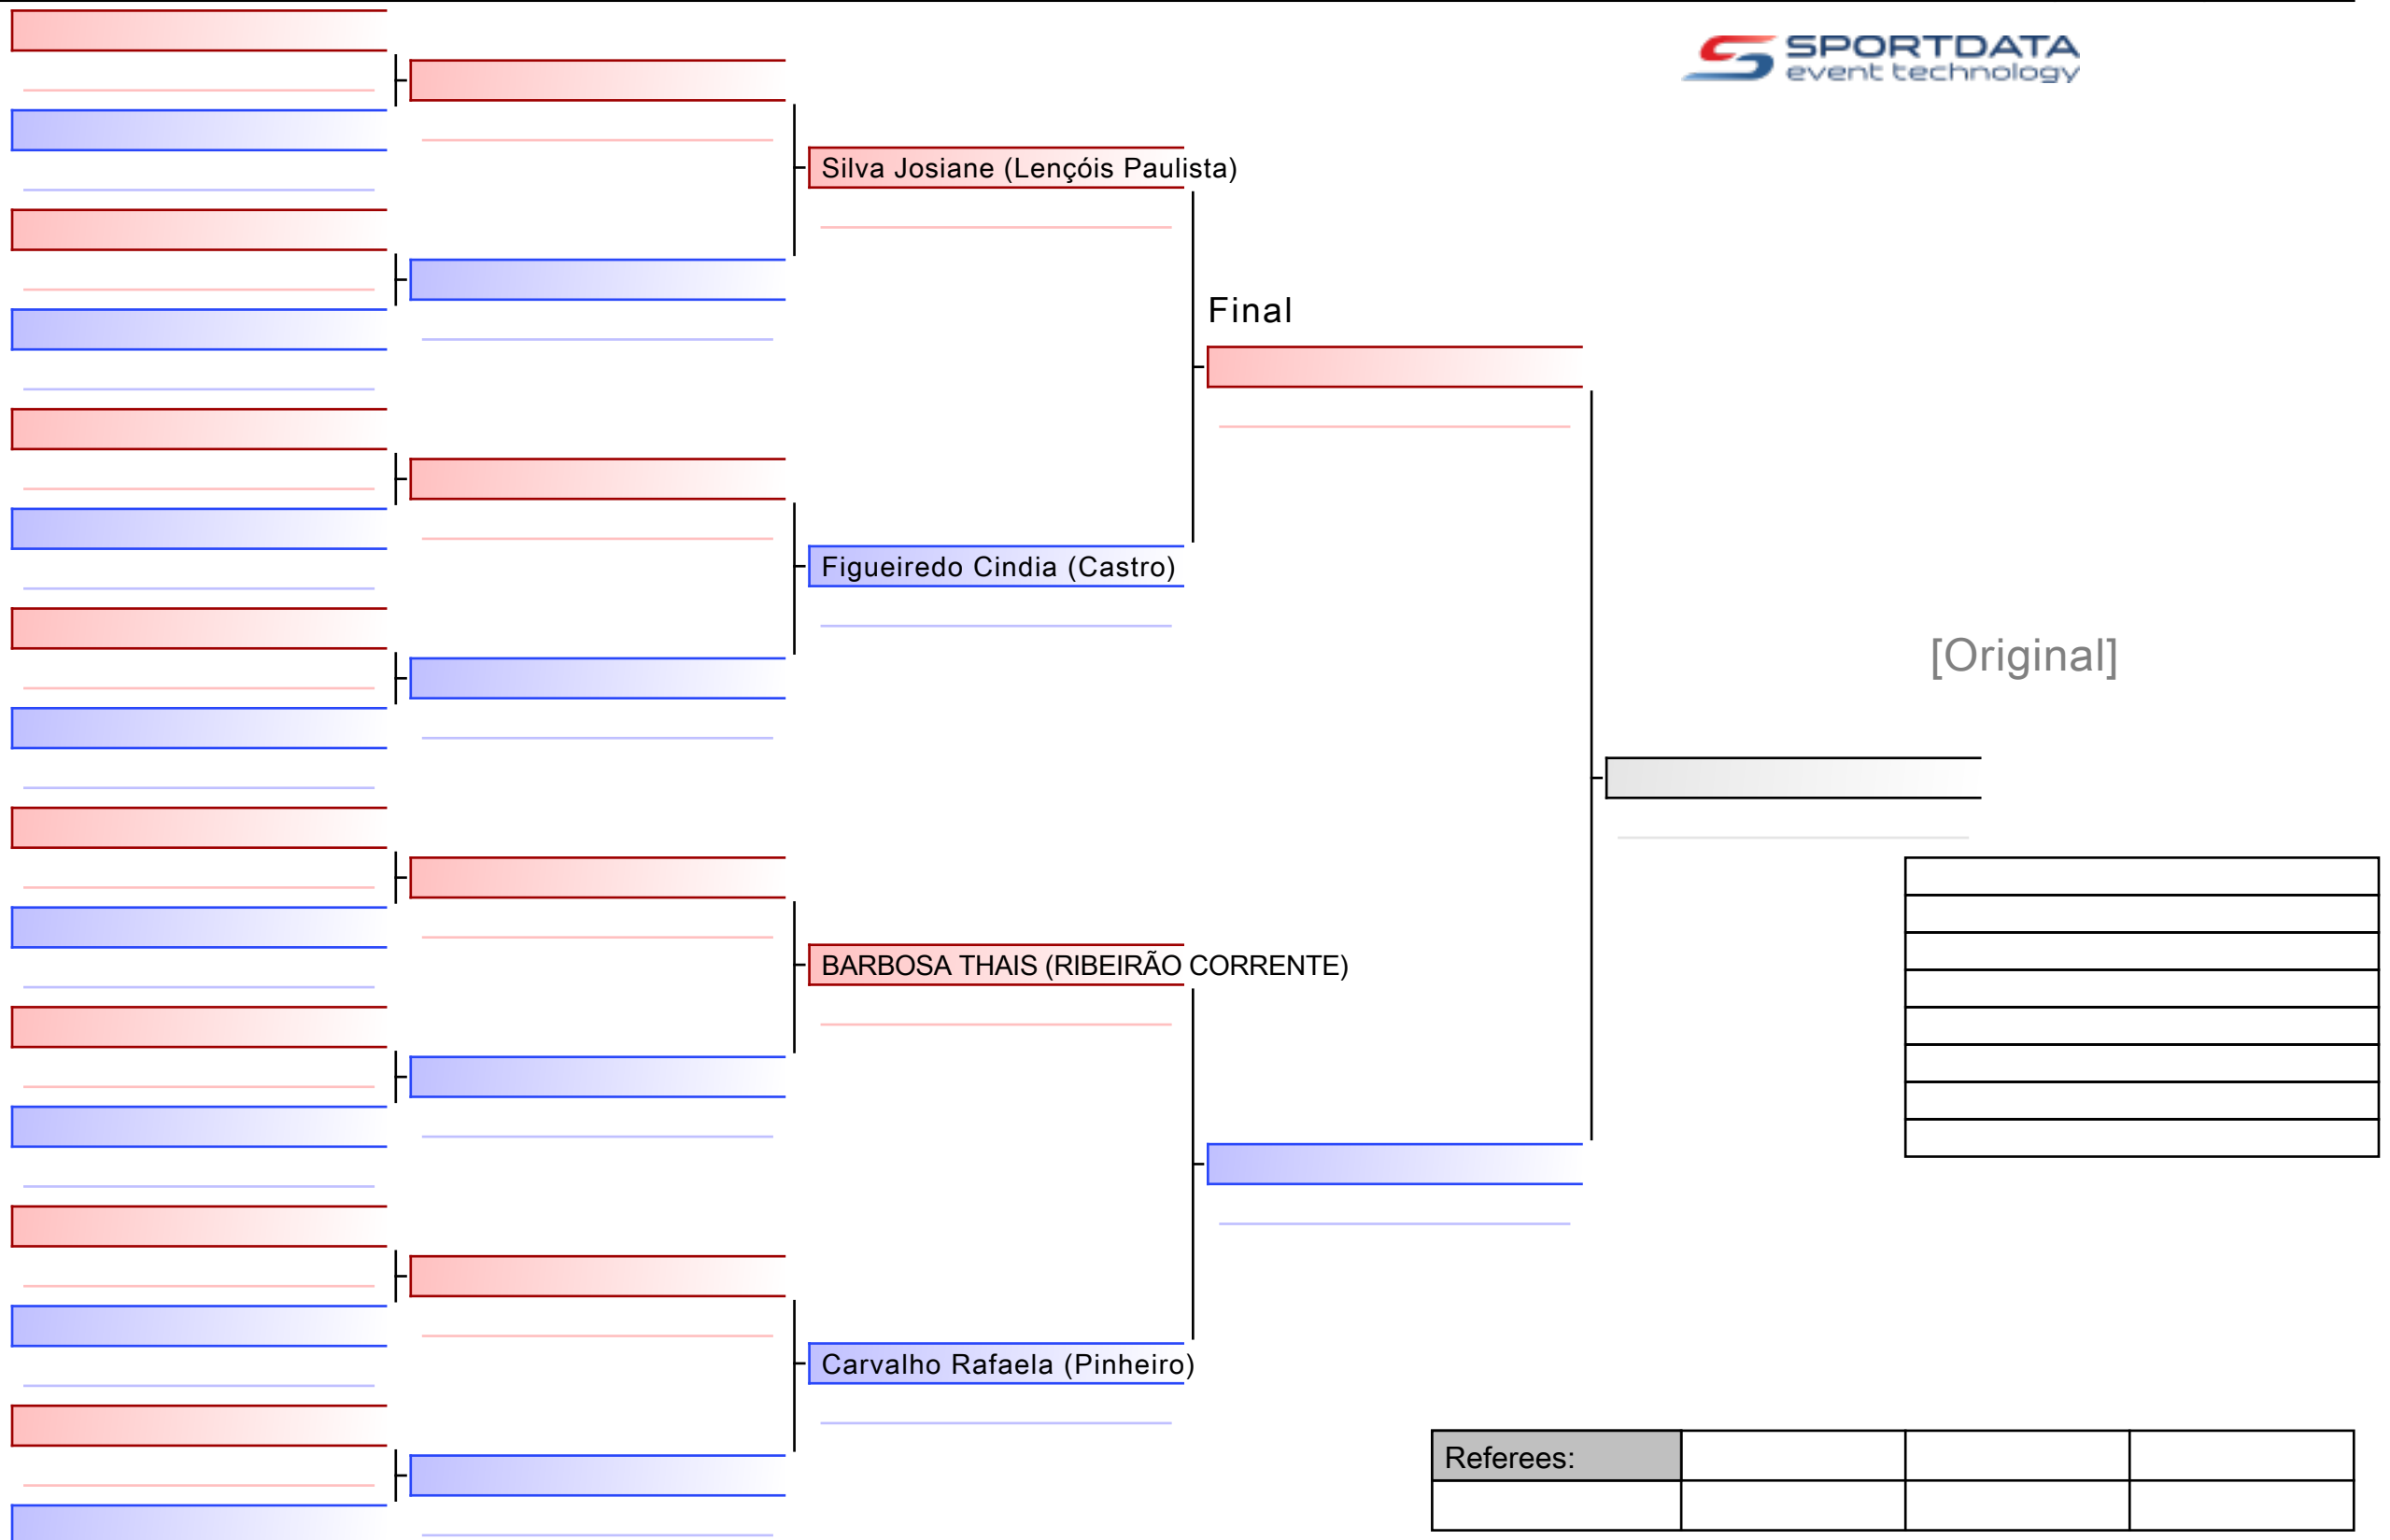 SPORTDATA
event technology
Silva Josiane (Lençóis Paulista)
Final
Figueiredo Cindia (Castro)
[Original]
BARBOSA THAIS (RIBEIRÃO CORRENTE)
Carvalho Rafaela (Pinheiro)
Referees: